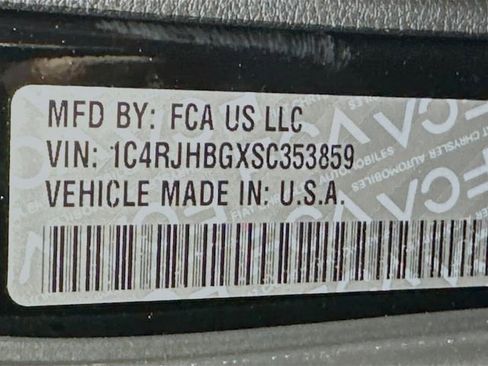 MFD BY: FCA US LLC
VIN: 1C4RJHBGXSC353859
VEHICLE MADE IN: U.S.A.